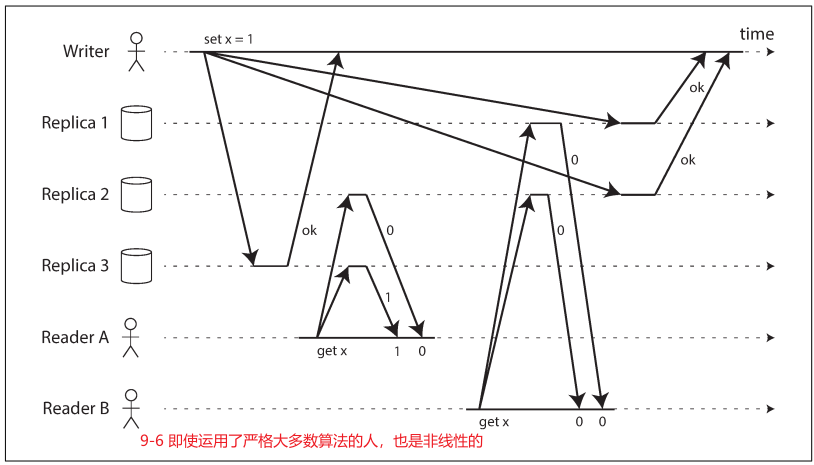 time
set x = 1
Writer
ok
Replica 1
0
ok
Replica 2
ok
0
0
Replica 3
1
Reader A
get x 1 0
Reader B
get x 0 0
9-6 即使运用了严格大多数算法的人，也是非线性的